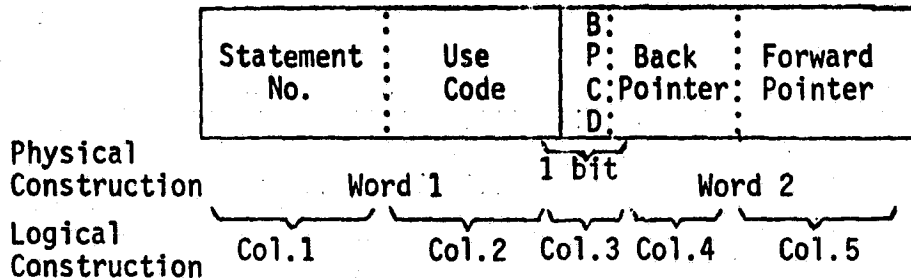 B
Statement Use P Back Forward
No. Code C Pointer Pointer
D
Physical 1 bit
Construction Word 1 Word 2
Logical Col.1 Col.2 Col.3 Col.4 Col.5
Construction